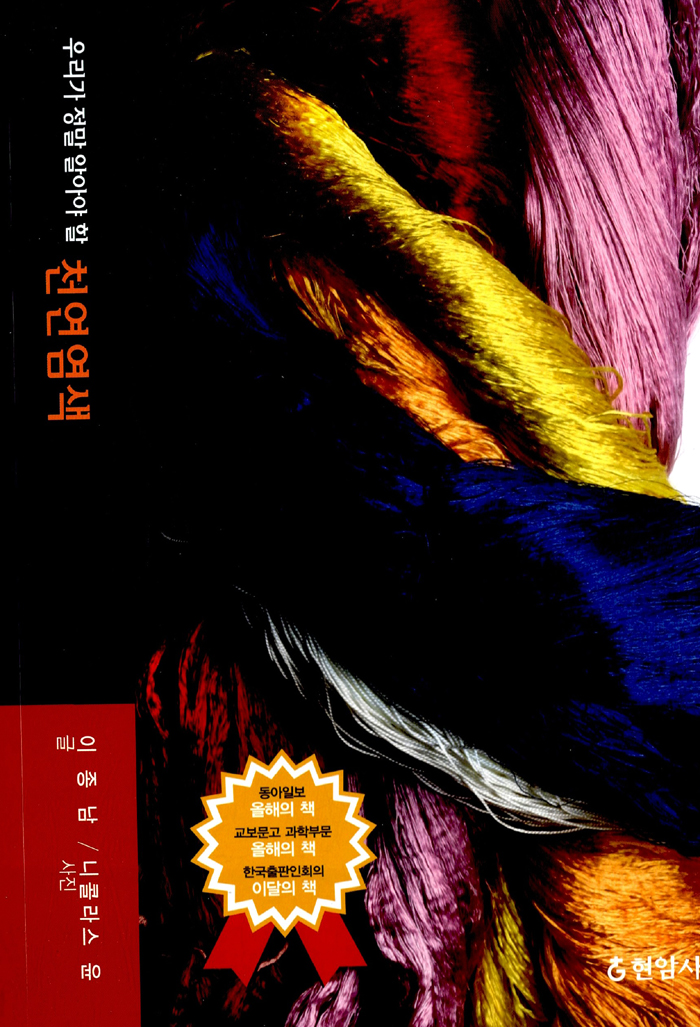 우리가 정말 알아야 할
천연염색
이종남 / 니콜라스 윤
글
사진
동아일보
올해의 책
교보문고 과학부문
올해의 책
한국출판인회의
이달의 책
현암사